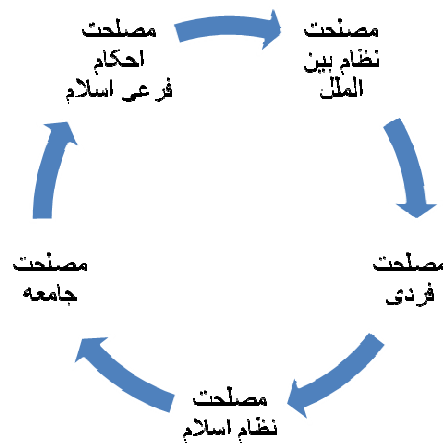 مصلحت
نظام بین
الملل
مصلحت
فردی
مصلحت
نظام اسلام
مصلحت
جامعه
مصلحت
احکام
فرعی اسلام